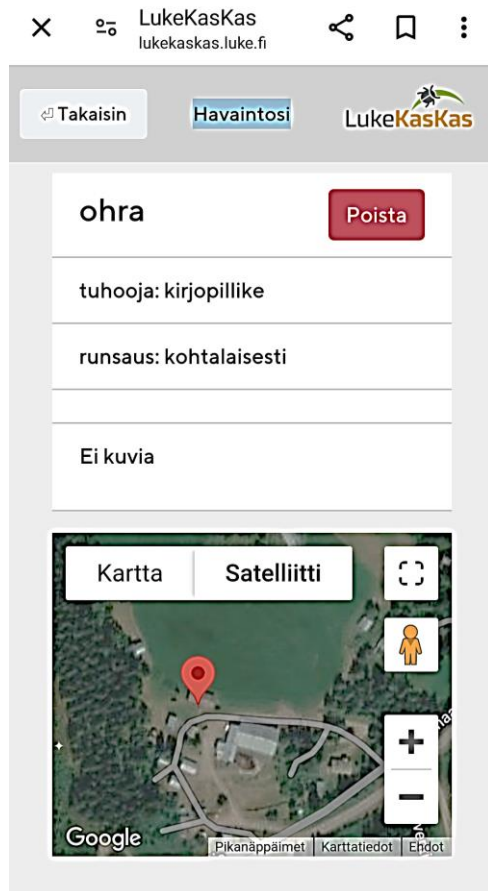 LukeKasKas
lukekaskas.luke.fi
Takaisin
Havaintosi
LukeKasKas
ohra
Poista
tuhooja: kirjopillike
runsaus: kohtalaisesti
Ei kuvia
Kartta
Satelliitti
Google
Pikanäppäimet
Karttatiedot
Ehdot